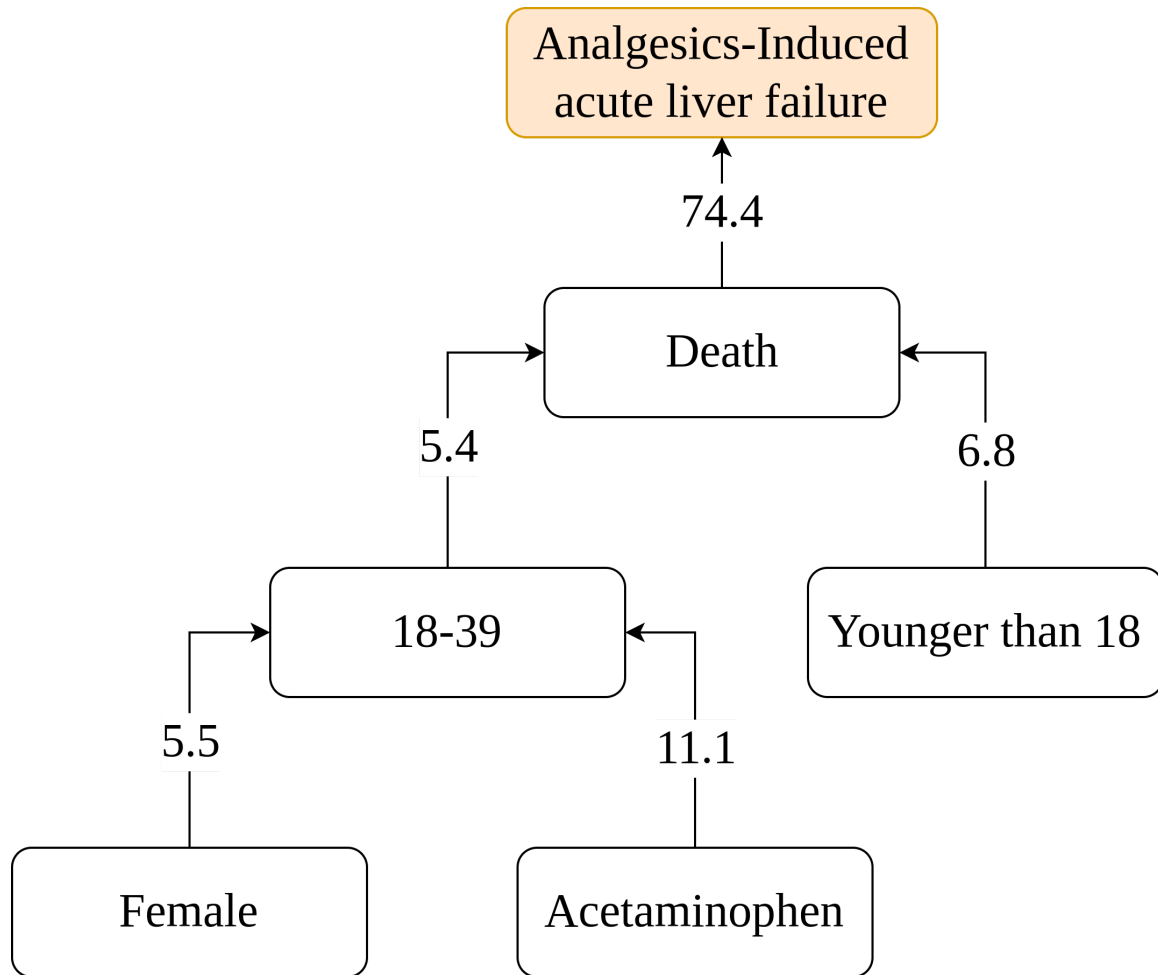 Analgesics-Induced
acute liver failure
74.4
Death
5.4
6.8
18-39
Younger than 18
5.5
11.1
Female
Acetaminophen